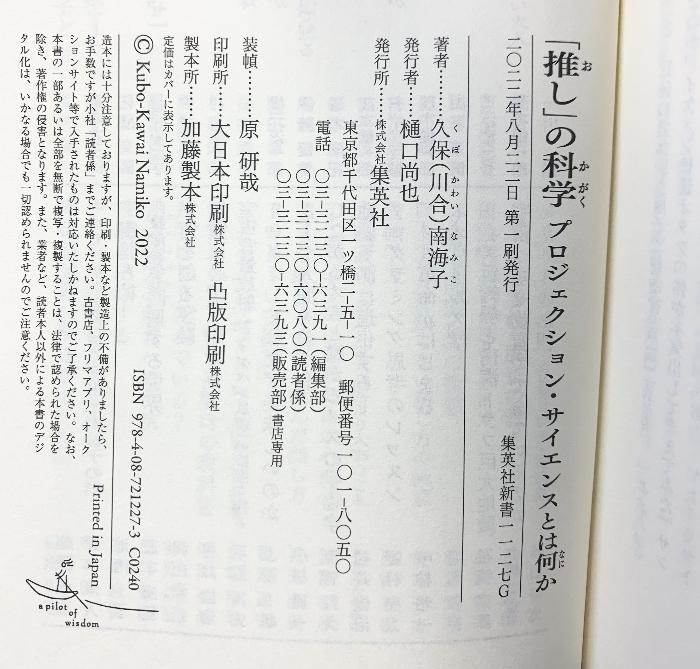 「推し」の科学 プロジェクション・サイエンスとは何か
おかがくなに
二〇二二年八月二二日 第一刷発行
集英社新書一一二七G
著者………久保(川合)南海子
くぼかわいなみこ
発行者……樋口尚也
発行所……株式会社集英社
東京都千代田区一ツ橋二-五-一〇 郵便番号一〇一-八〇五〇
電話 〇三-三二三〇-六三九一(編集部)
〇三-三二三〇-六〇八〇(読者係)
〇三-三二三〇-六三九三(販売部)書店専用
装幀………原 研哉
印刷所……大日本印刷株式会社 凸版印刷株式会社
製本所……加藤製本株式会社
定価はカバーに表示してあります。
© Kubo-Kawai Namiko 2022
ISBN 978-4-08-721227-3 C0240
造本には十分注意しておりますが、印刷・製本など製造上の不備がありましたら、
お手数ですが小社「読者係」までご連絡ください。古書店、フリマアプリ、オーク
ションサイト等で入手されたものは対応いたしかねますのでご了承ください。なお、
本書の一部あるいは全部を無断で複写・複製することは、法律で認められた場合を
除き、著作権の侵害となります。また、業者など、読者本人以外による本書のデジ
タル化は、いかなる場合でも一切認められませんのでご注意ください。
Printed in Japan
a pilot of wisdom